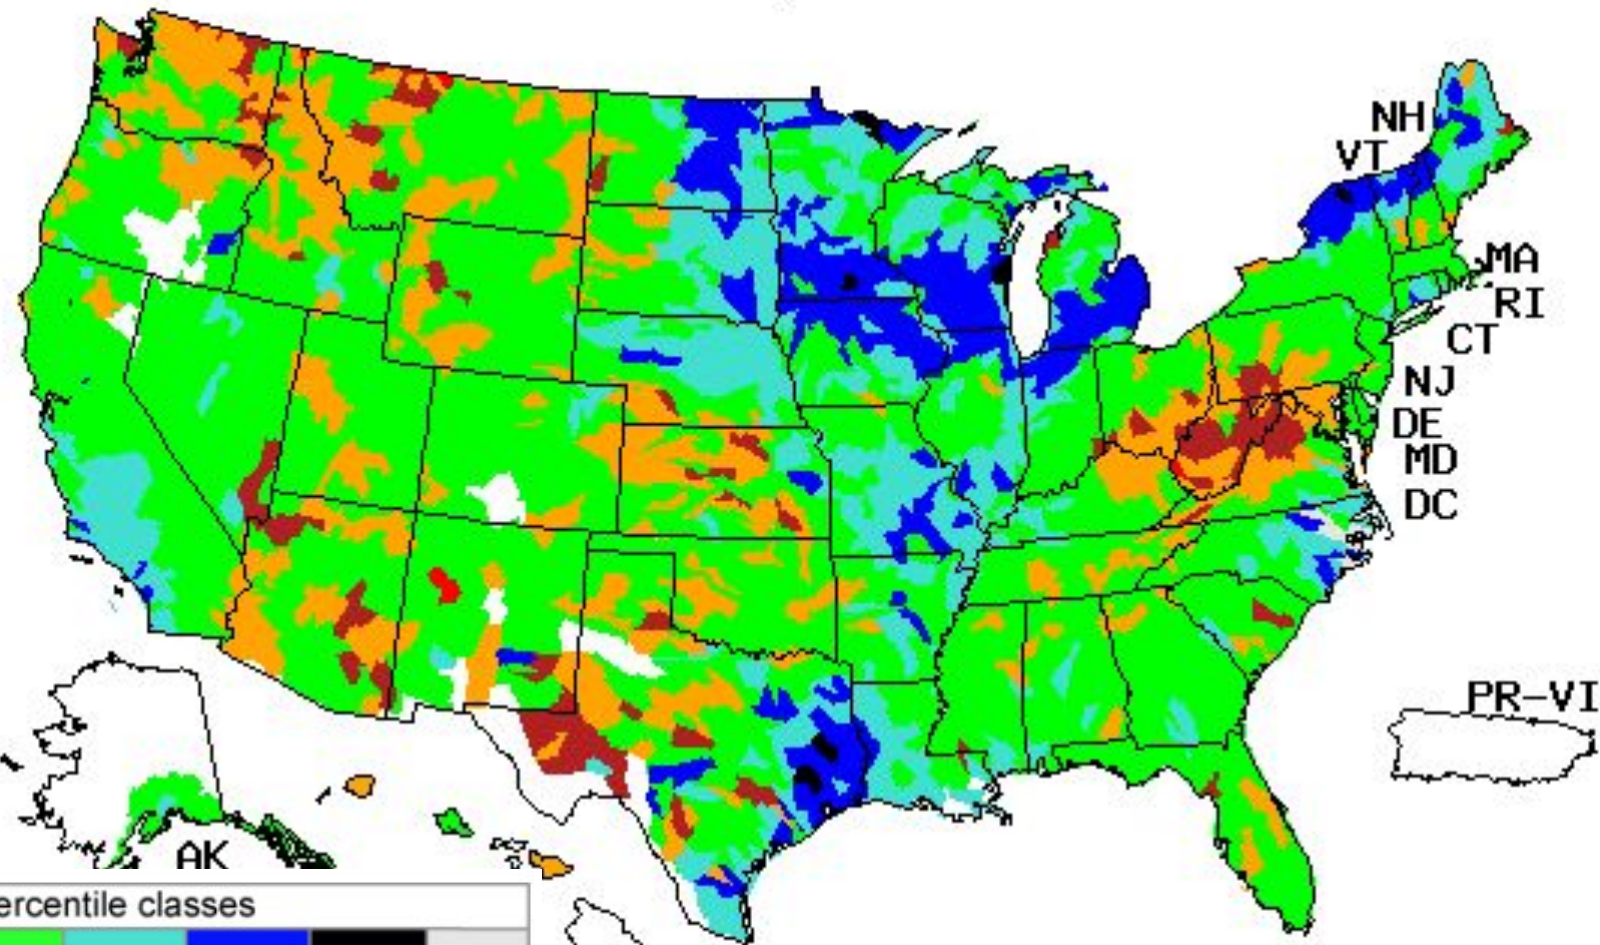 NH
VT
MA
RI
CT
NJ
DE
MD
DC
PR-VI
AK
ercentile classes